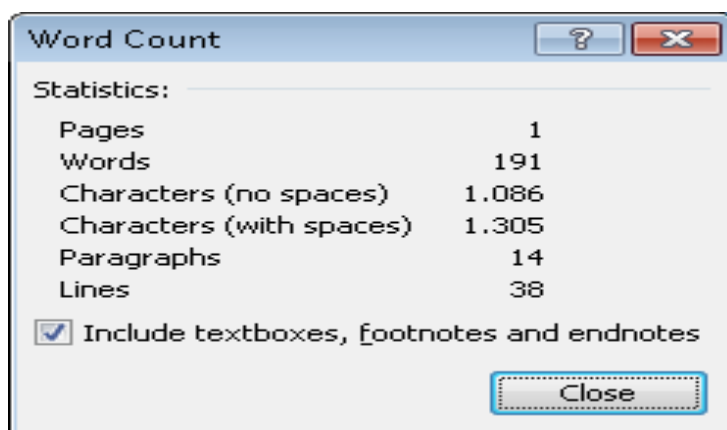 Word Count
Statistics:
Pages 1
Words 191
Characters (no spaces) 1.086
Characters (with spaces) 1.305
Paragraphs 14
Lines 38
Include textboxes, footnotes and endnotes
Close